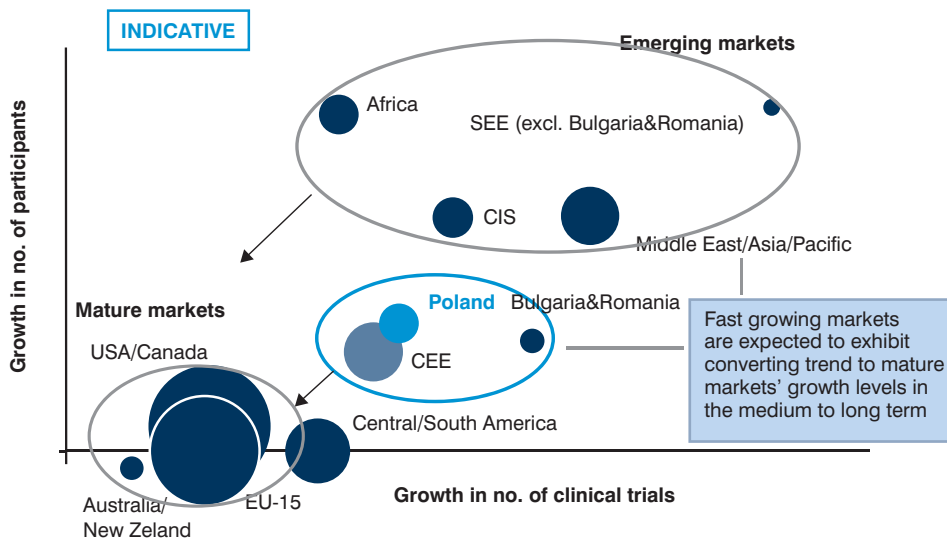 INDICATIVE
Emerging markets
Africa
SEE (excl. Bulgaria&Romania)
CIS
Middle East/Asia/Pacific
Growth in no. of participants
Mature markets
Poland
Bulgaria&Romania
CEE
USA/Canada
Fast growing markets
are expected to exhibit
converting trend to mature
markets’ growth levels in
the medium to long term
Central/South America
Australia/
New Zeland
EU-15
Growth in no. of clinical trials